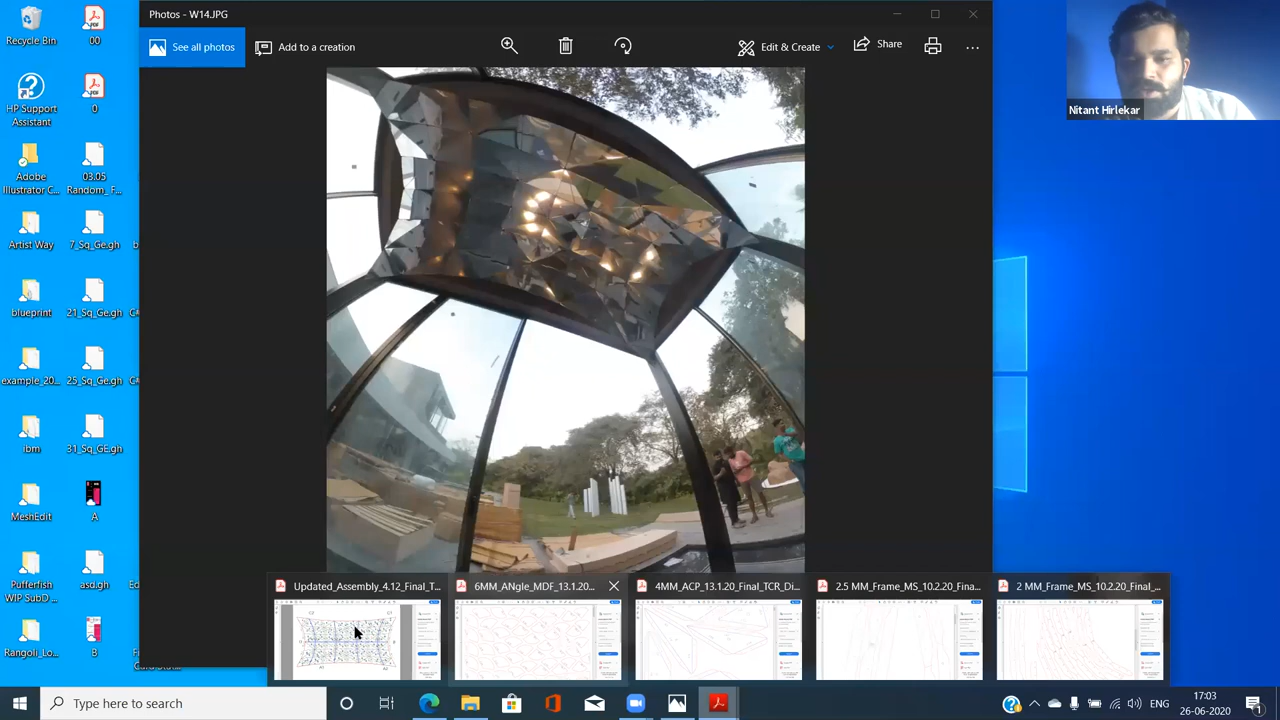 Photos - W14.JPG
See all photos
Add to a creation
Edit & Create
Share
Nitant Hirlekar
Recycle Bin
00
HP Support
Assistant
0
Adobe
Illustrator C...
03.05
Random_ F...
Artist Way
7_Sq_Ge.gh
blueprint
21_Sq_Ge.gh
example_20...
25_Sq_Ge.gh
ibm
31_Sq_GE.gh
MeshEdit
A
Pufferfish
WIP SubD ...
asd.gh
Rangoli_Lo...
B
Updated_Assembly_4.12_Final_T...
6MM_ANgle_MDF_13.1.20...
4MM_ACP_13.1.20_Final_TCR_Di...
2.5 MM_Frame_MS_10.2.20_Fina...
2 MM_Frame_MS_10.2.20_Final_...
Type here to search
ENG
17:03
26-06-2020